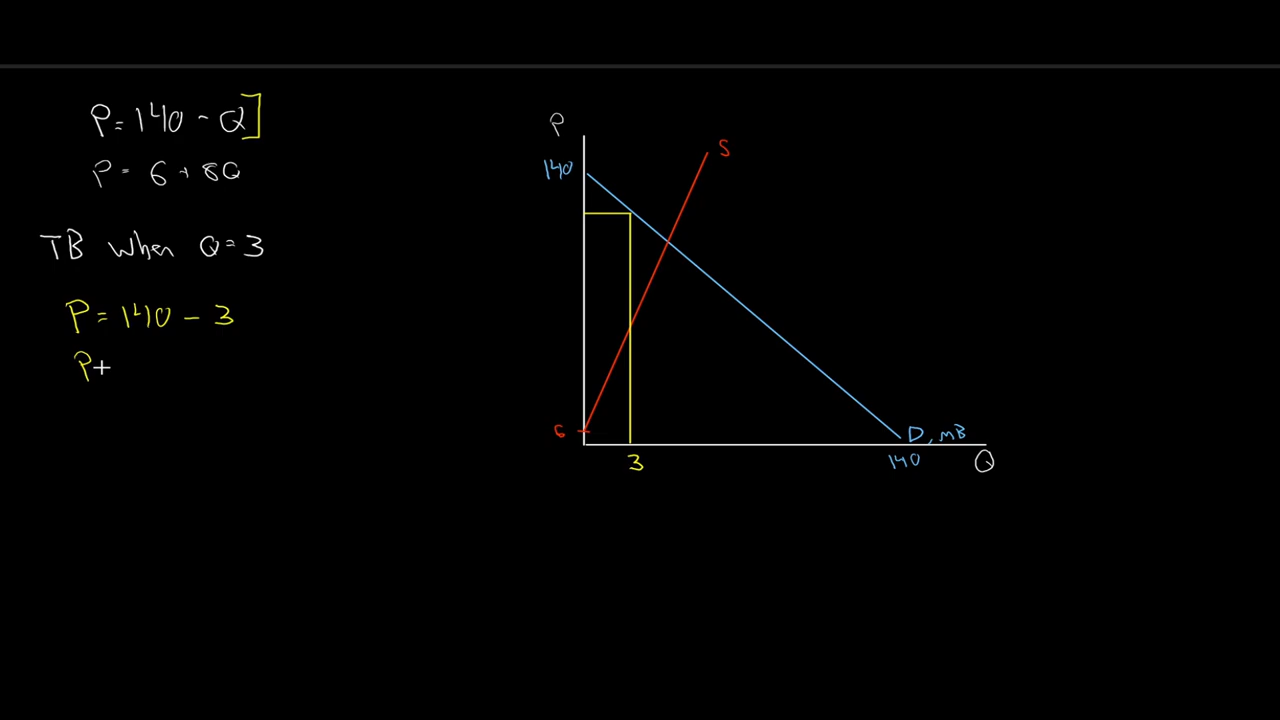 P = 140 - Q]
P = 6 + 8Q
TB when Q = 3
P = 140 - 3
P
P
140
S
6
3
D, MB
140
Q